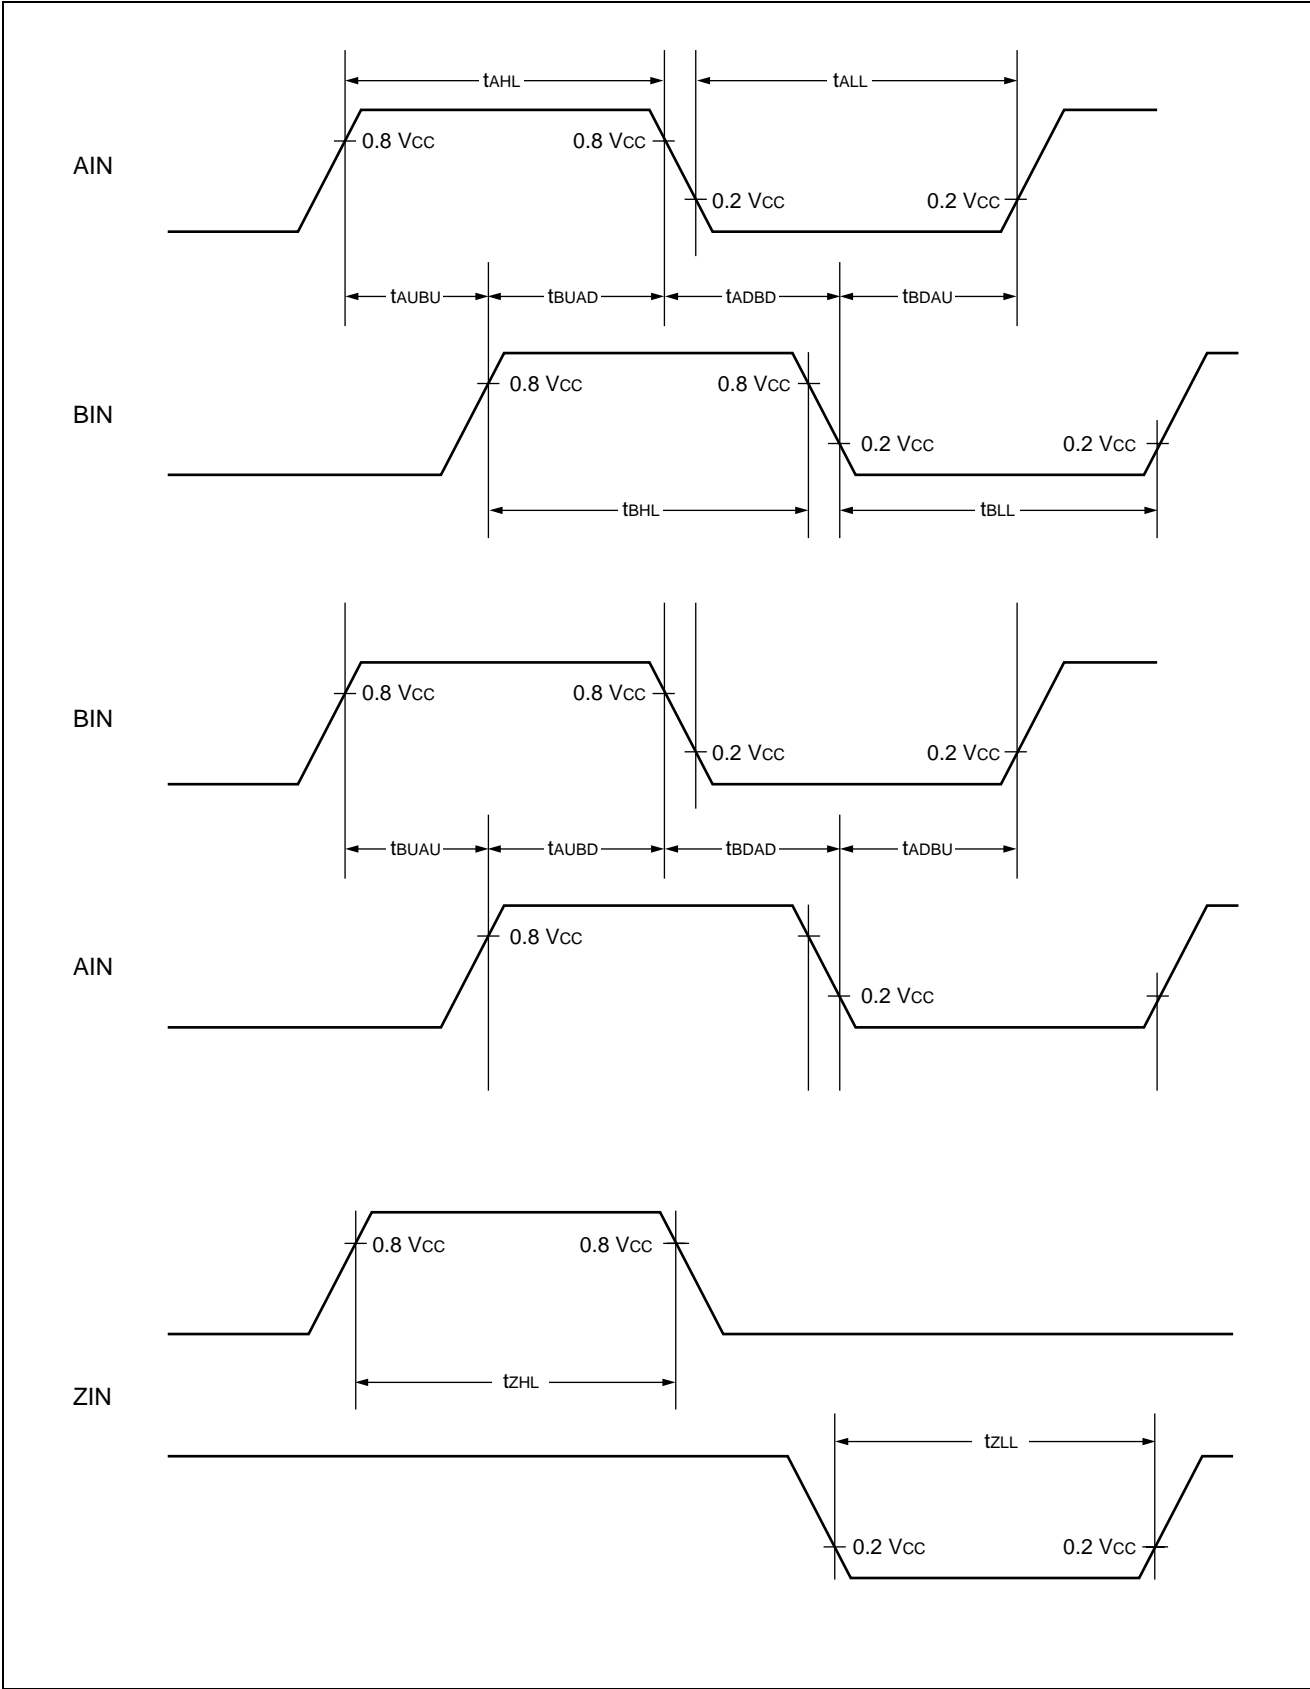 tAHL tALL
0.8 VCC 0.8 VCC
AIN
0.2 VCC 0.2 VCC
tAUBU tBUAD tADBD tBDAU
0.8 VCC 0.8 VCC
BIN
0.2 VCC 0.2 VCC
tBHL tBLL
0.8 VCC 0.8 VCC
BIN
0.2 VCC 0.2 VCC
tBUAU tAUBD tBDAD tADBU
0.8 VCC
AIN
0.2 VCC
0.8 VCC 0.8 VCC
tZHL
ZIN
tZLL
0.2 VCC 0.2 VCC